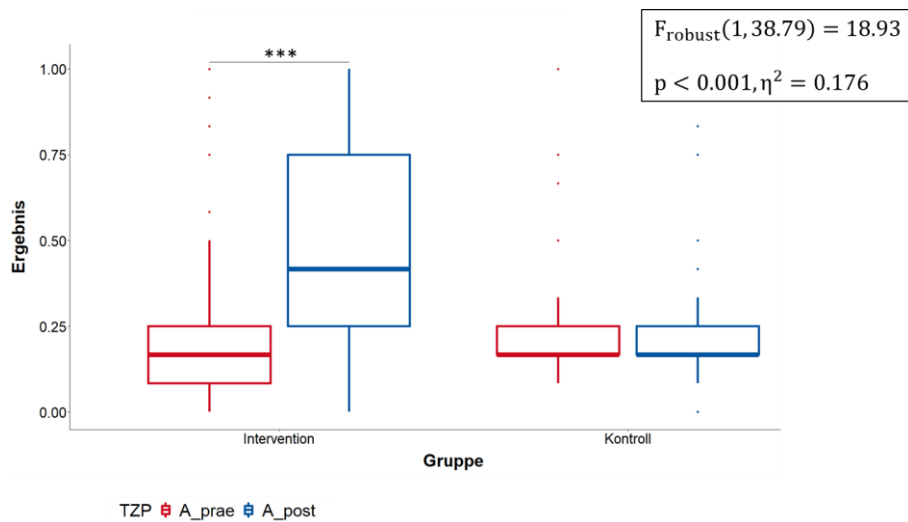 F_robust(1, 38.79) = 18.93
p < 0.001, η² = 0.176
***
1.00
0.75
0.50
0.25
0.00
Ergebnis
Intervention Kontroll
Gruppe
TZP A_prae A_post